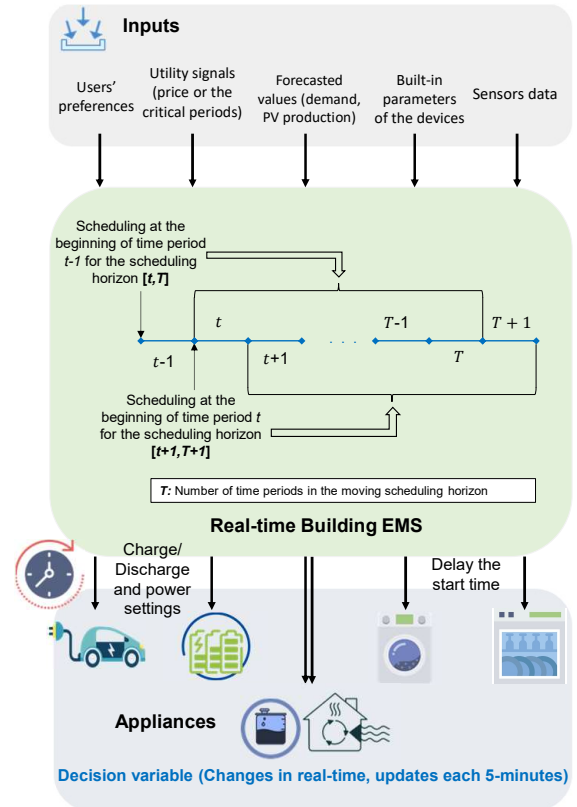 Inputs
Users'
preferences
Utility signals
(price or the
critical periods)
Forecasted
values (demand,
PV production)
Built-in
parameters
of the devices
Sensors data
Scheduling at the
beginning of time period
t-1 for the scheduling
horizon [t,T]
t
T-1
T + 1
. . .
t-1
t+1
T
Scheduling at the
beginning of time period t
for the scheduling horizon
[t+1,T+1]
T: Number of time periods in the moving scheduling horizon
Real-time Building EMS
Charge/
Discharge
and power
settings
Delay the
start time
Appliances
Decision variable (Changes in real-time, updates each 5-minutes)